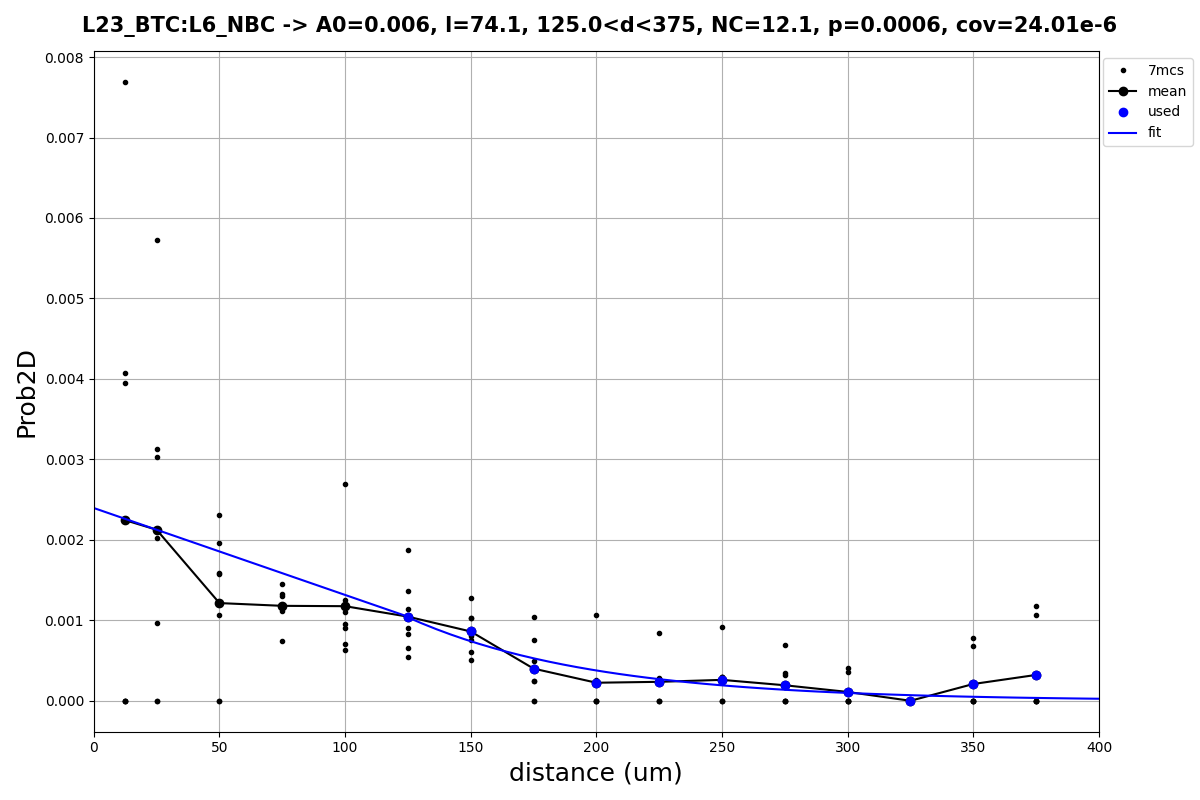 L23_BTC:L6_NBC -> A0=0.006, l=74.1, 125.0<d<375, NC=12.1, p=0.0006, cov=24.01e-6
0.008
0.007
0.006
0.005
0.004
0.003
0.002
0.001
0.000
Prob2D
0
50
100
150
200
250
300
350
400
distance (um)
7mcs
mean
used
fit